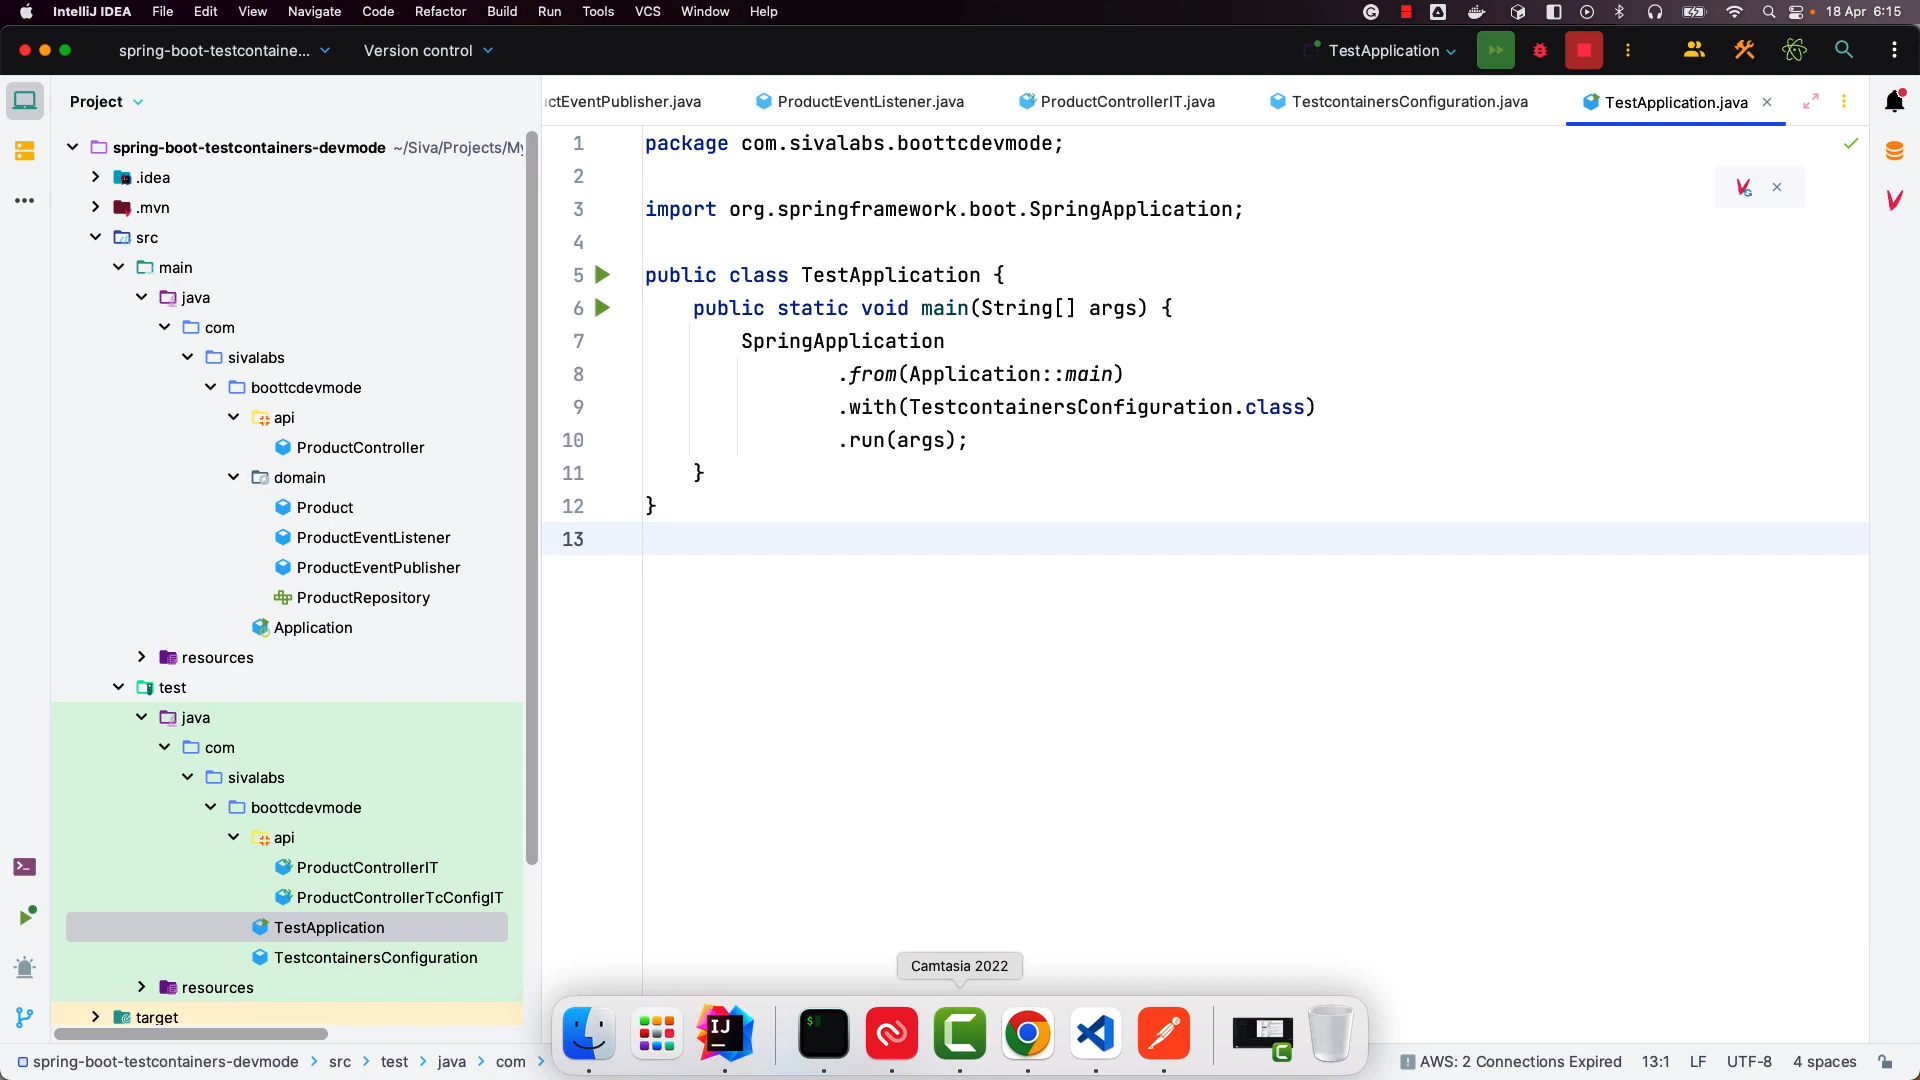 IntelliJ IDEA File Edit View Navigate Code Refactor Build Run Tools VCS Window Help 18 Apr 6:15
spring-boot-testcontaine... Version control TestApplication
Project
uctEventPublisher.java ProductEventListener.java ProductControllerIT.java TestcontainersConfiguration.java TestApplication.java
spring-boot-testcontainers-devmode ~/Siva/Projects/My
.idea
.mvn
src
main
java
com
sivalabs
boottcdevmode
api
ProductController
domain
Product
ProductEventListener
ProductEventPublisher
ProductRepository
Application
resources
test
java
com
sivalabs
boottcdevmode
api
ProductControllerIT
ProductControllerTcConfigIT
TestApplication
TestcontainersConfiguration
resources
target
1 package com.sivalabs.boottcdevmode;
2
3 import org.springframework.boot.SpringApplication;
4
5 public class TestApplication {
6 public static void main(String[] args) {
7 SpringApplication
8 .from(Application::main)
9 .with(TestcontainersConfiguration.class)
10 .run(args);
11 }
12 }
13
Camtasia 2022
IJ
$
spring-boot-testcontainers-devmode > src > test > java > com > AWS: 2 Connections Expired 13:1 LF UTF-8 4 spaces